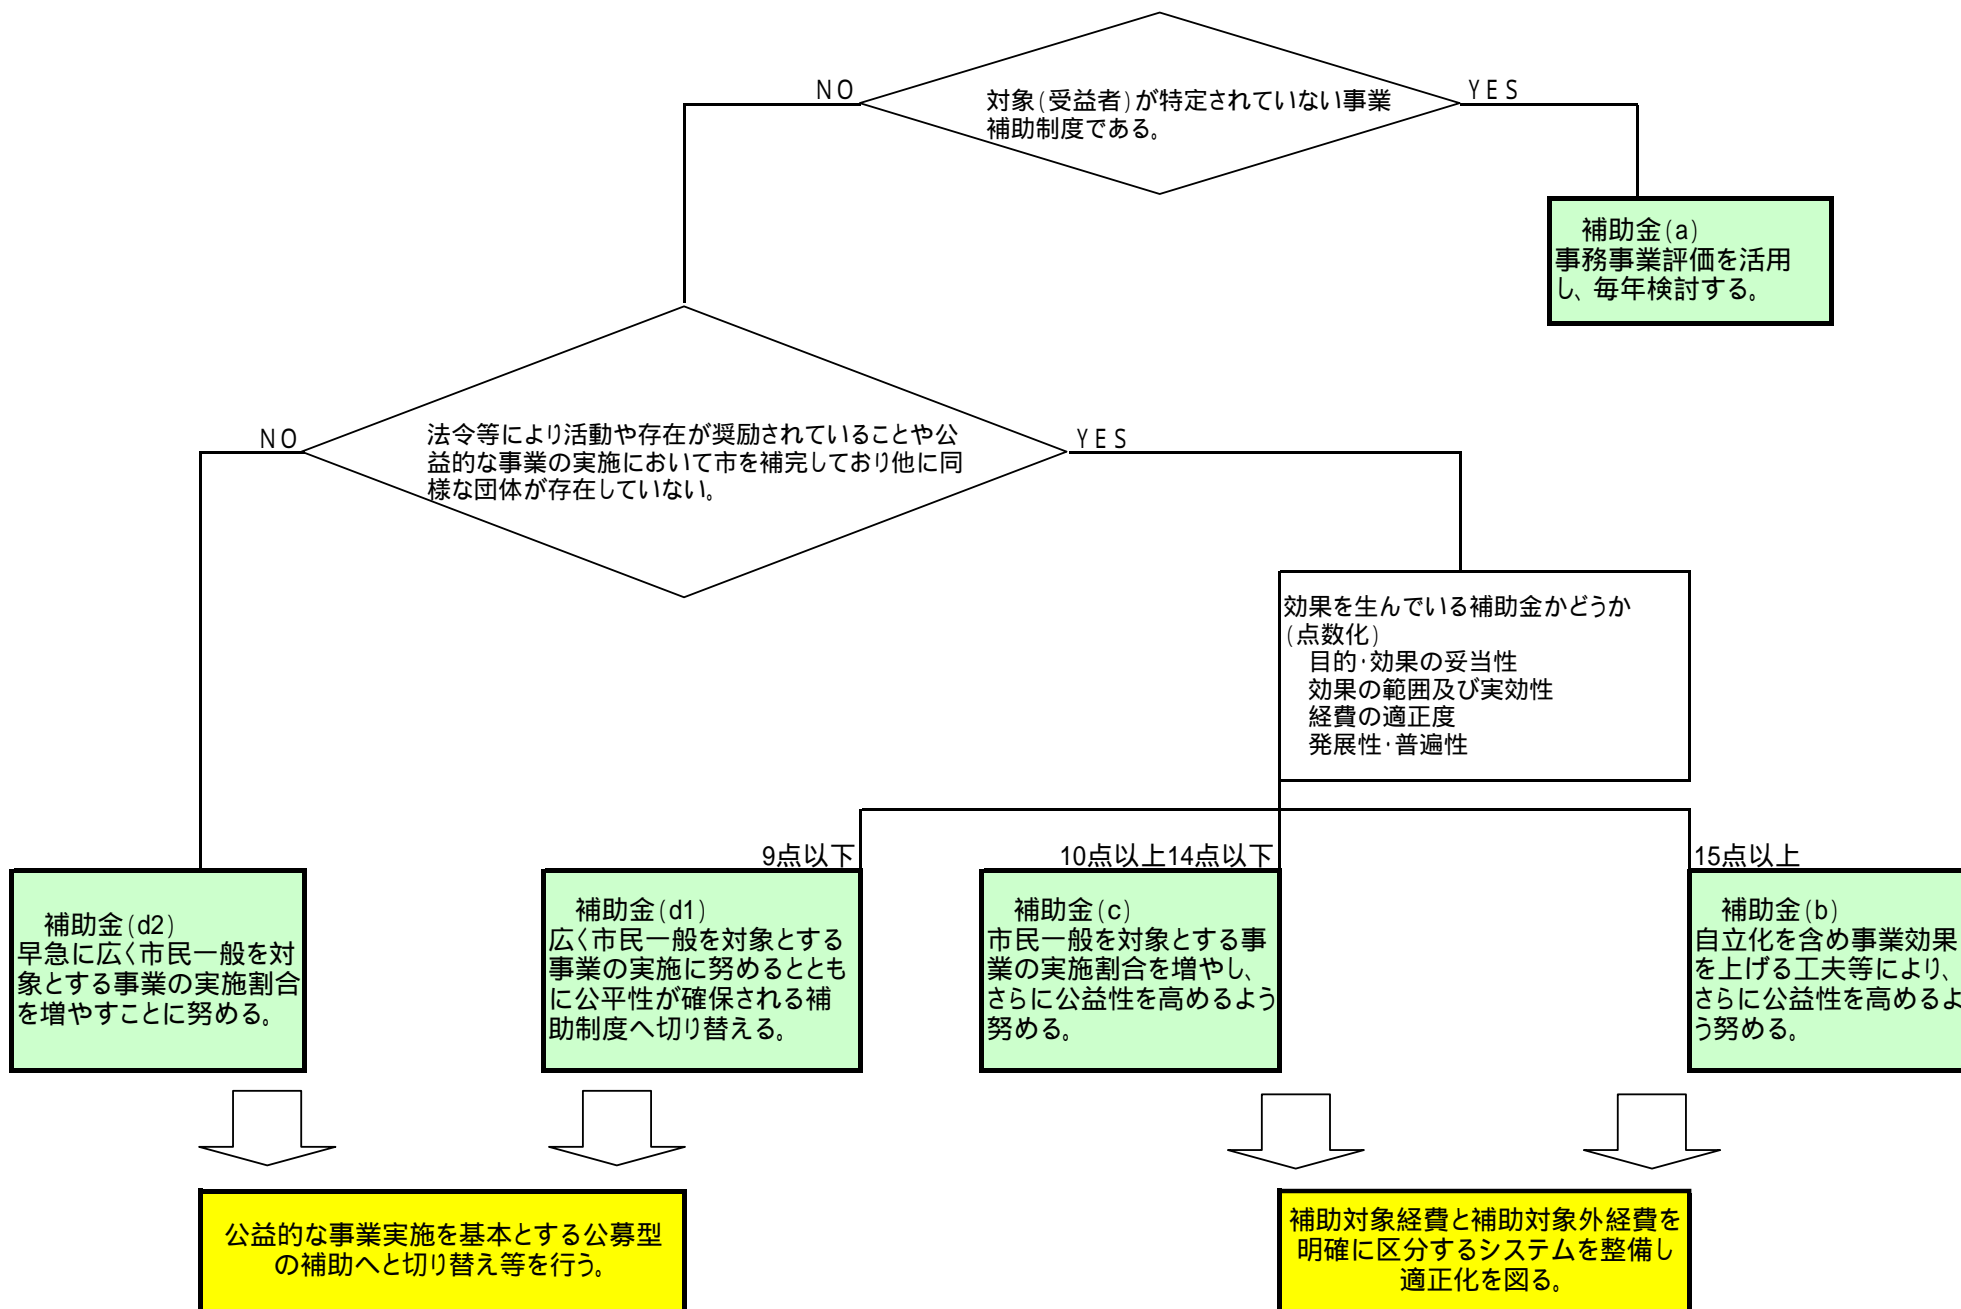 NO
YES
対象(受益者)が特定されていない事業
補助制度である。
補助金(a)
事務事業評価を活用
し、毎年検討する。
NO
YES
法令等により活動や存在が奨励されていることや公
益的な事業の実施において市を補完しており他に同
様な団体が存在していない。
効果を生んでいる補助金かどうか
(点数化)
目的・効果の妥当性
効果の範囲及び実効性
経費の適正度
発展性・普遍性
9点以下
10点以上14点以下
15点以上
補助金(d2)
早急に広く市民一般を対
象とする事業の実施割合
を増やすことに努める。
補助金(d1)
広く市民一般を対象とする
事業の実施に努めるととも
に公平性が確保される補
助制度へ切り替える。
補助金(c)
市民一般を対象とする事
業の実施割合を増やし、
さらに公益性を高めるよう
努める。
補助金(b)
自立化を含め事業効果
を上げる工夫等により、
さらに公益性を高めるよ
う努める。
公益的な事業実施を基本とする公募型
の補助へと切り替え等を行う。
補助対象経費と補助対象外経費を
明確に区分するシステムを整備し
適正化を図る。